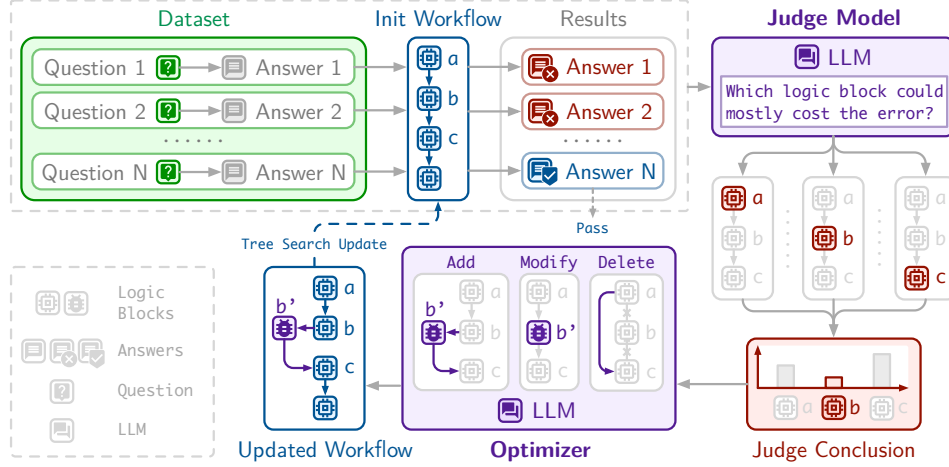 Dataset
Init Workflow
Results
Judge Model
Question 1
Answer 1
Question 2
Answer 2
......
Question N
Answer N
a
b
c
Answer 1
Answer 2
......
Answer N
Pass
LLM
Which logic block could
mostly cost the error?
a
b
c
a
b
c
a
b
c
Tree Search Update
a
b'
b
c
Updated Workflow
Add
Modify
Delete
a
b'
b
c
a
b'
c
a
b
c
LLM
Optimizer
a
b
c
Judge Conclusion
Logic
Blocks
Answers
Question
LLM